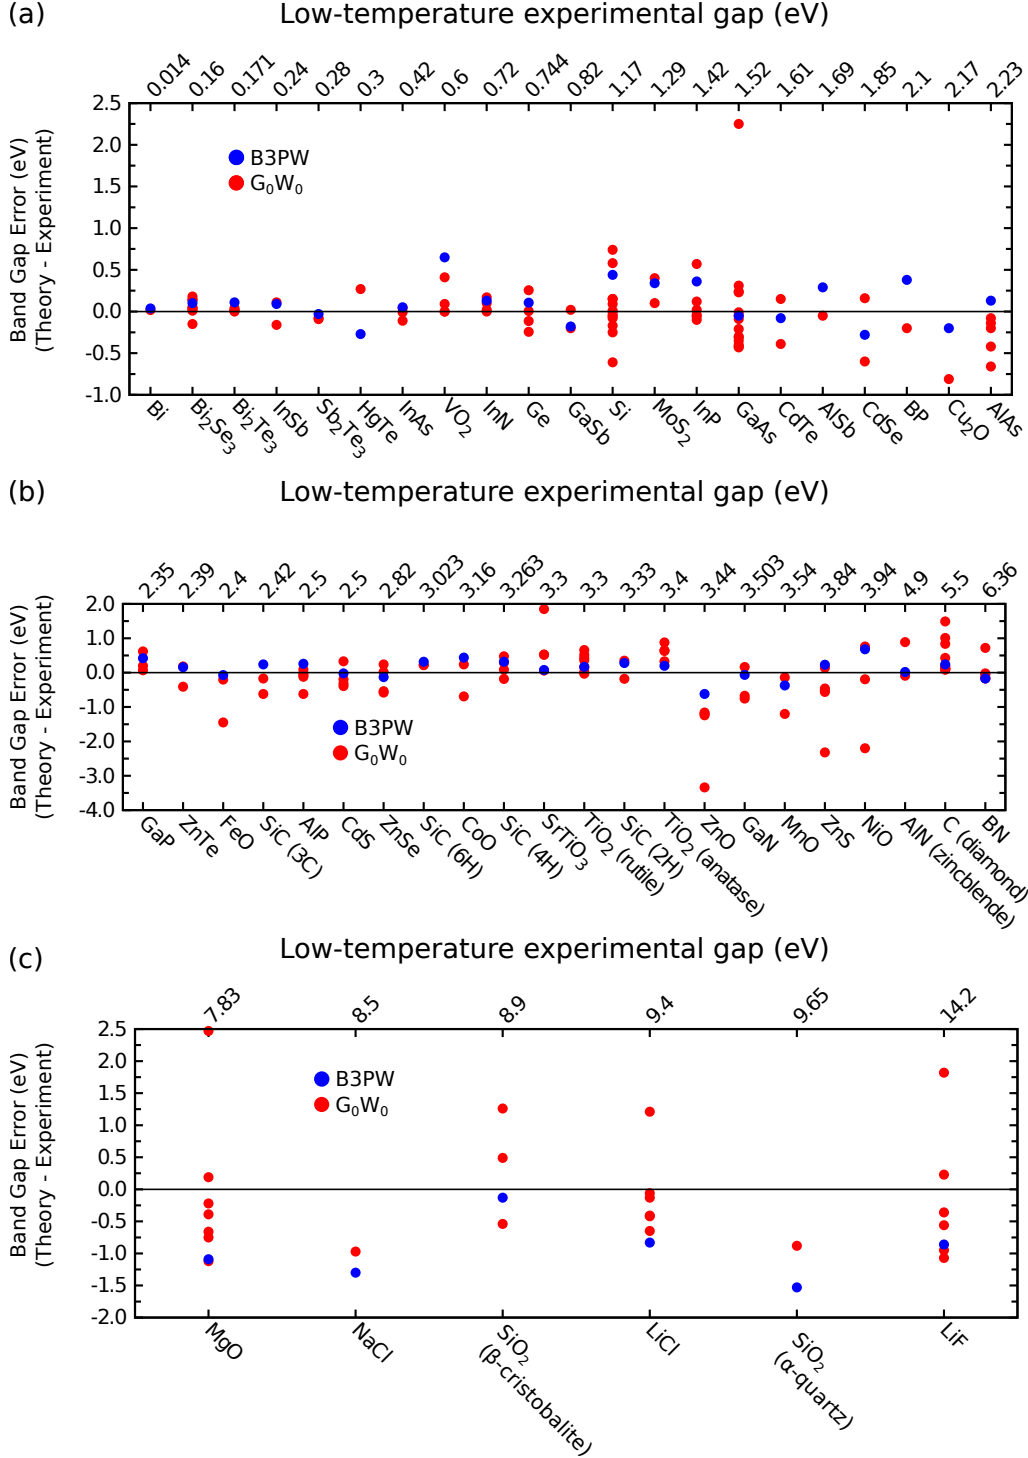 (a)
Low-temperature experimental gap (eV)
0.014 0.16 0.171 0.24 0.28 0.3 0.42 0.6 0.72 0.744 0.82 1.17 1.29 1.42 1.52 1.61 1.69 1.85 2.1 2.17 2.23
Band Gap Error (eV)
(Theory - Experiment)
2.5
2.0
1.5
1.0
0.5
0.0
-0.5
-1.0
B3PW
G₀W₀
Bi Bi₂Se₃ Bi₂Te₃ InSb Sb₂Te₃ HgTe InAs VO₂ InN Ge GaSb Si MoS₂ InP GaAs CdTe AlSb CdSe BP Cu₂O AlAs
(b)
Low-temperature experimental gap (eV)
2.35 2.39 2.4 2.42 2.5 2.5 2.82 3.023 3.16 3.263 3.3 3.3 3.33 3.4 3.44 3.503 3.54 3.84 3.94 4.9 5.5 6.36
Band Gap Error (eV)
(Theory - Experiment)
2.0
1.0
0.0
-1.0
-2.0
-3.0
-4.0
B3PW
G₀W₀
GaP ZnTe FeO SiC (3C) AlP CdS ZnSe SiC (6H) CoO SiC (4H) SrTiO₃ TiO₂ (rutile) SiC (2H) TiO₂ (anatase) ZnO GaN MnO ZnS NiO AlN (zincblende) C (diamond) BN
(c)
Low-temperature experimental gap (eV)
7.83 8.5 8.9 9.4 9.65 14.2
Band Gap Error (eV)
(Theory - Experiment)
2.5
2.0
1.5
1.0
0.5
0.0
-0.5
-1.0
-1.5
-2.0
B3PW
G₀W₀
MgO
NaCl
SiO₂
(β-cristobalite)
LiCl
SiO₂
(α-quartz)
LiF